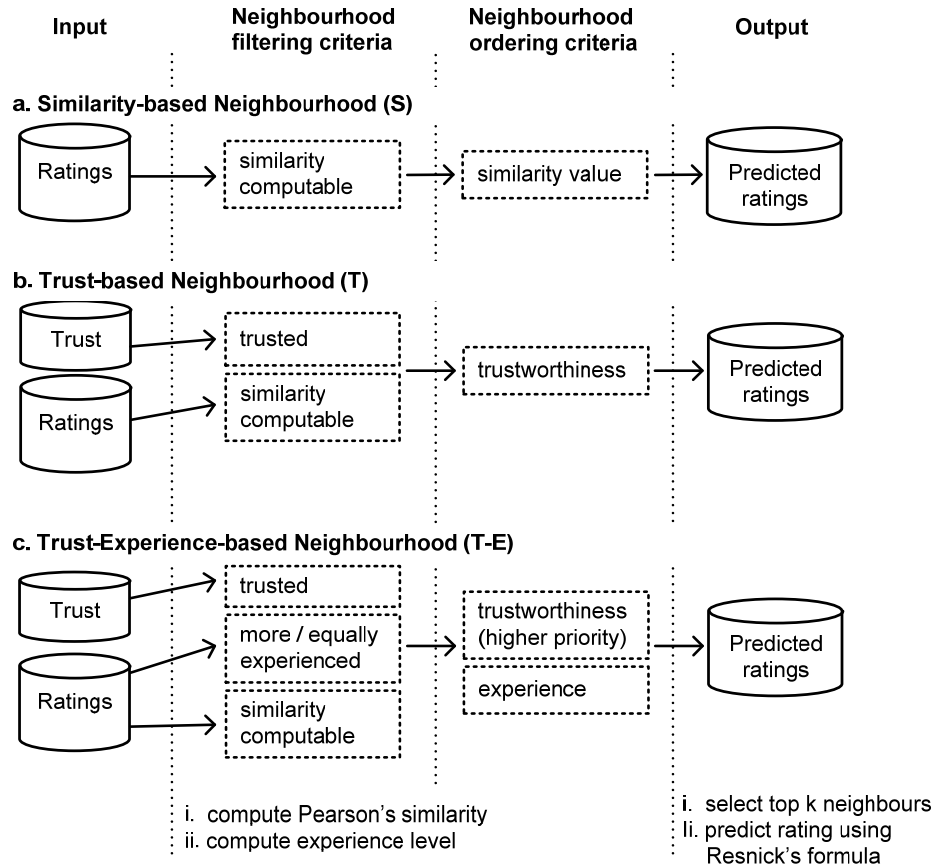 Input
Neighbourhood
filtering criteria
Neighbourhood
ordering criteria
Output
a. Similarity-based Neighbourhood (S)
Ratings
similarity
computable
similarity value
Predicted
ratings
b. Trust-based Neighbourhood (T)
Trust
Ratings
trusted
similarity
computable
trustworthiness
Predicted
ratings
c. Trust-Experience-based Neighbourhood (T-E)
Trust
Ratings
trusted
more / equally
experienced
similarity
computable
trustworthiness
(higher priority)
experience
Predicted
ratings
i. compute Pearson's similarity
ii. compute experience level
i. select top k neighbours
Ii. predict rating using
Resnick's formula